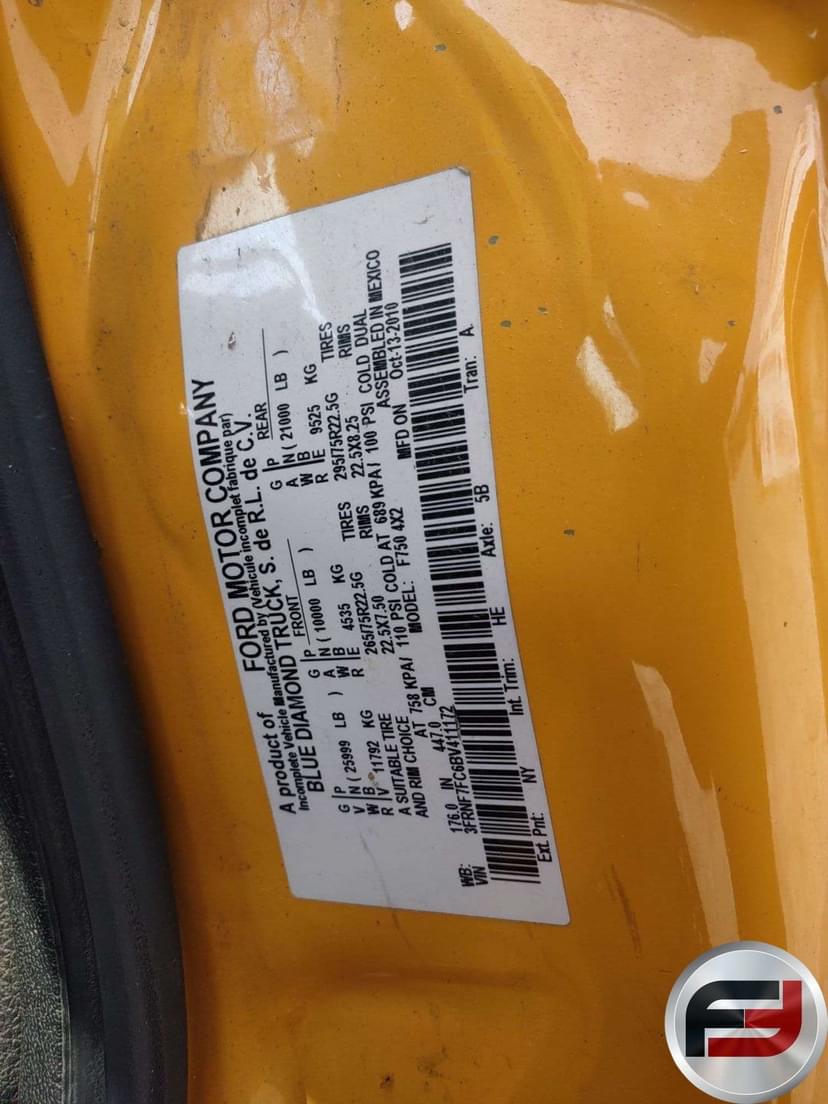 A product of FORD MOTOR COMPANY
Incomplete Vehicle Manufactured by (Vehicule incomplet fabrique par)
BLUE DIAMOND TRUCK, S. de R.L. de C.V.
FRONT REAR
G P G P G P
V N ( 25999 LB ) A N ( 10000 LB ) A N ( 21000 LB )
W B W B W B
R V 11792 KG R E 4535 KG R E 9525 KG
A SUITABLE TIRE 265/75R22.5G TIRES 295/75R22.5G TIRES
AND RIM CHOICE 22.5X7.50 RIMS 22.5X8.25 RIMS
AT 758 KPA/ 110 PSI COLD AT 689 KPA/ 100 PSI COLD DUAL
MODEL: F750 4X2 ASSEMBLED IN MEXICO
WB: 176.0 IN 447.0 CM MFD ON Oct-13-2010
VIN 3FRNF7FC6BV411172
Ext. Pnt: NY Int. Trim: HE Axle: 5B Tran: A.